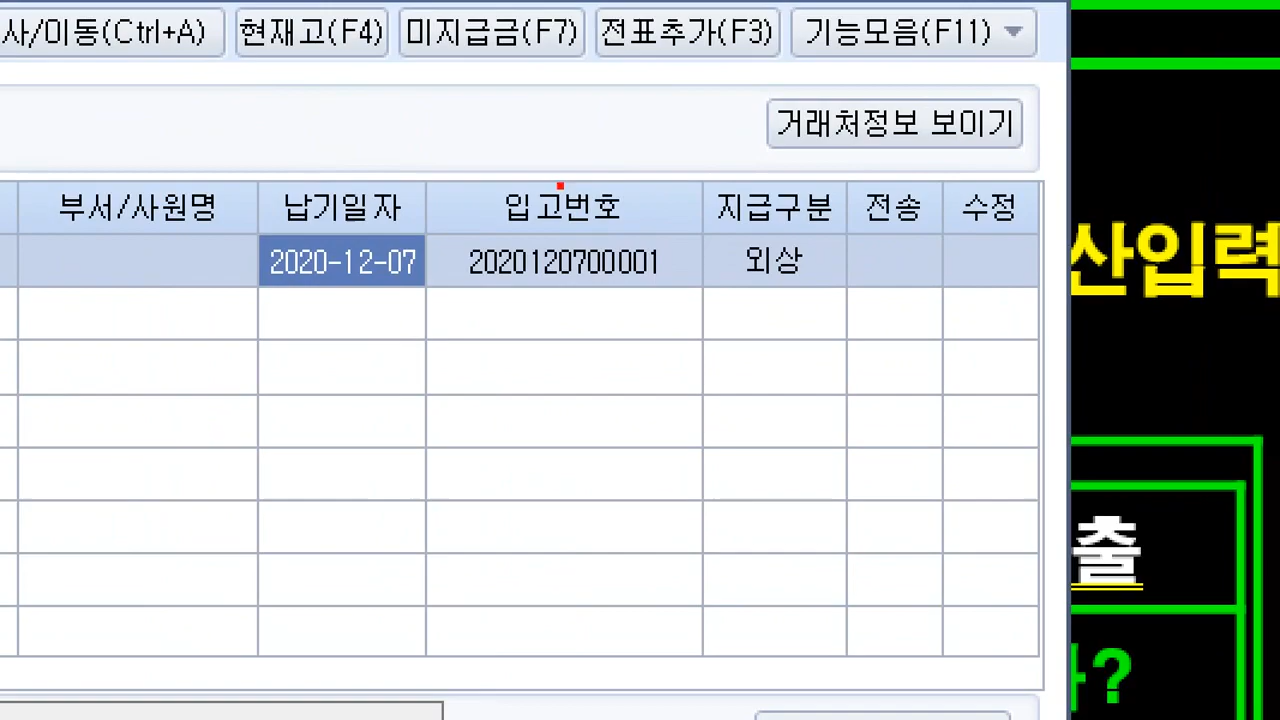 사/이동(Ctrl+A) 현재고(F4) 미지급금(F7) 전표추가(F3) 기능모음(F11)
거래처정보 보이기
부서/사원명 납기일자 입고번호 지급구분 전송 수정
2020-12-07 2020120700001 외상
산입력
출
?